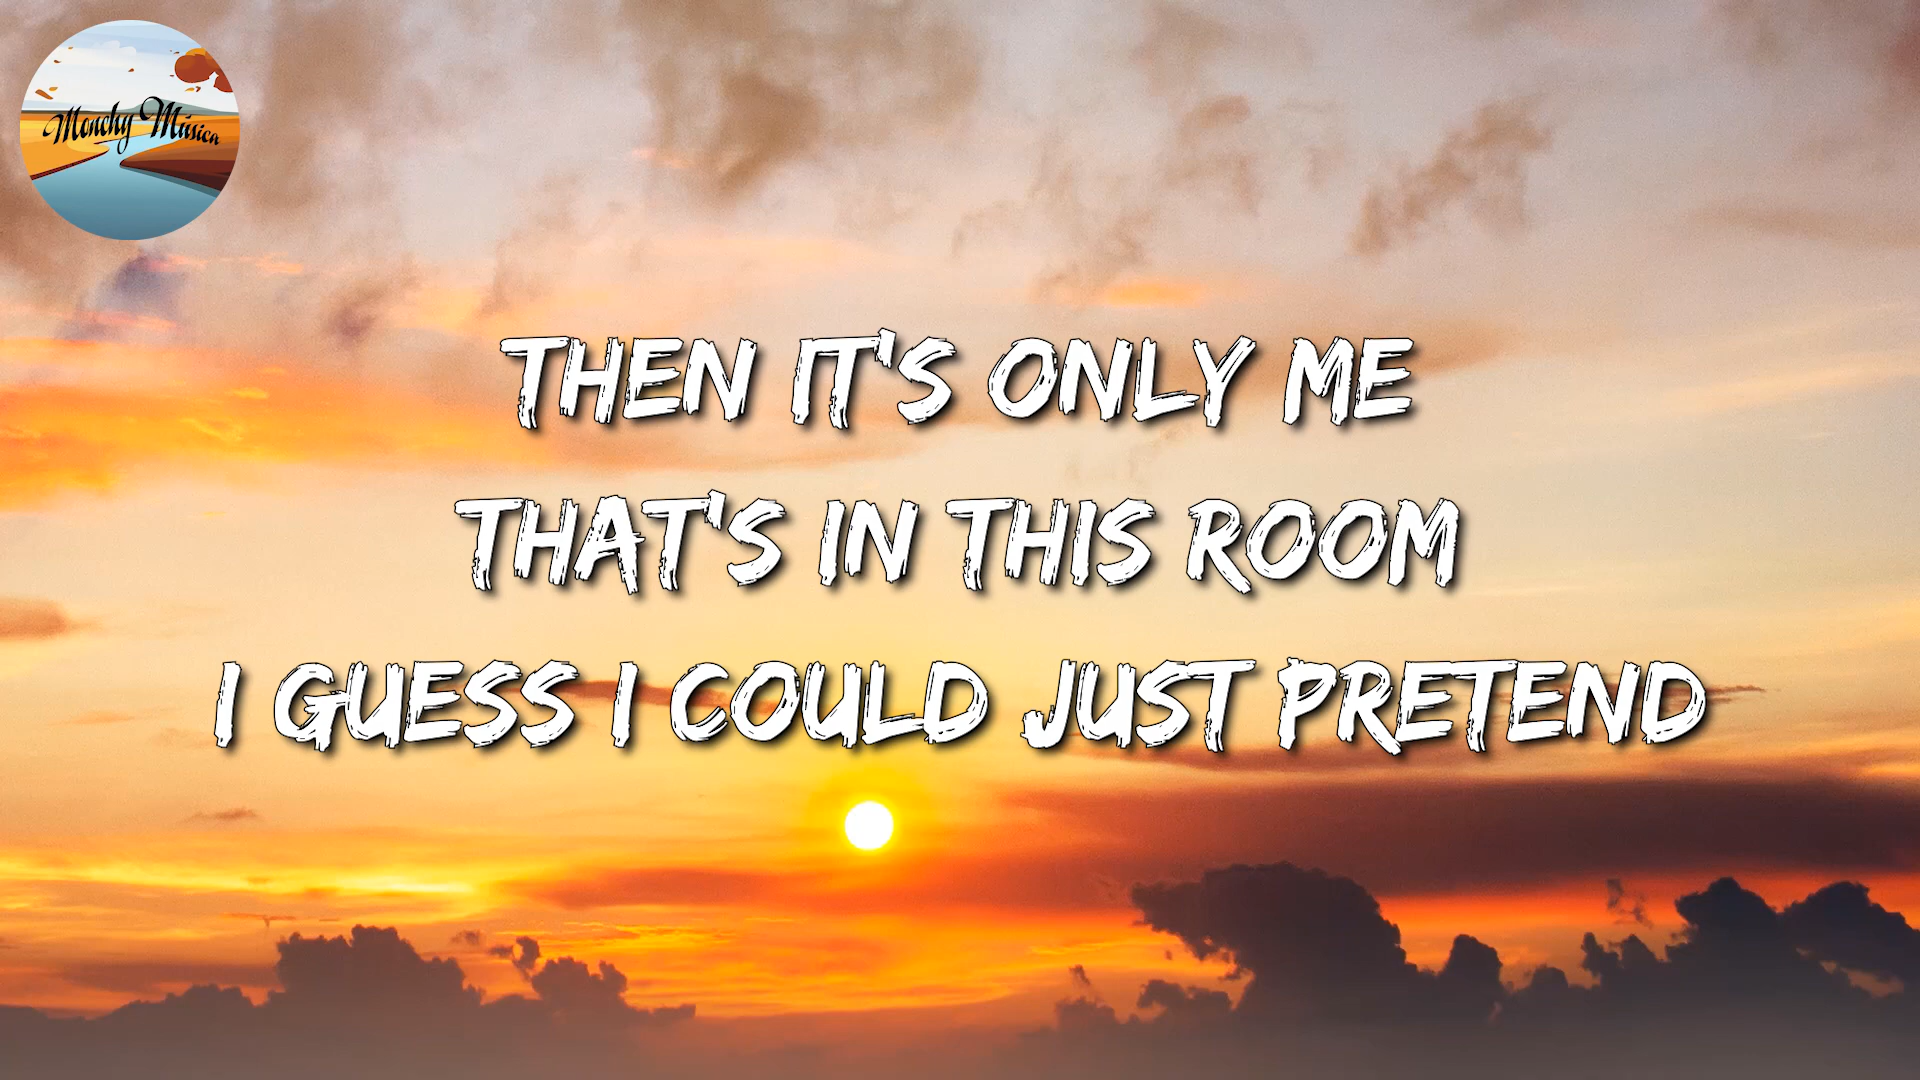 Monchy Música
THEN IT'S ONLY ME
THAT'S IN THIS ROOM
I GUESS I COULD JUST PRETEND